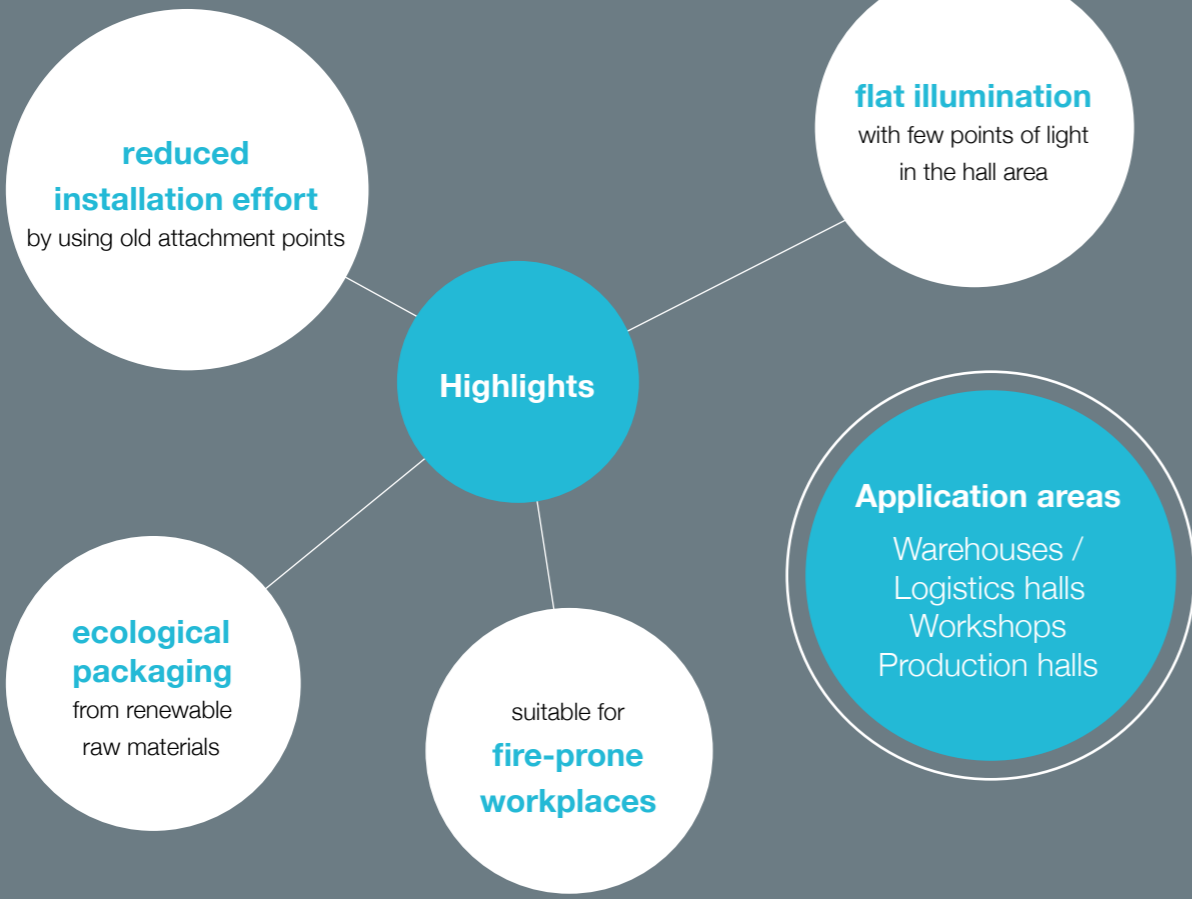 reduced
installation effort
by using old attachment points
flat illumination
with few points of light
in the hall area
Highlights
Application areas
Warehouses /
Logistics halls
Workshops
Production halls
ecological
packaging
from renewable
raw materials
suitable for
fire-prone
workplaces